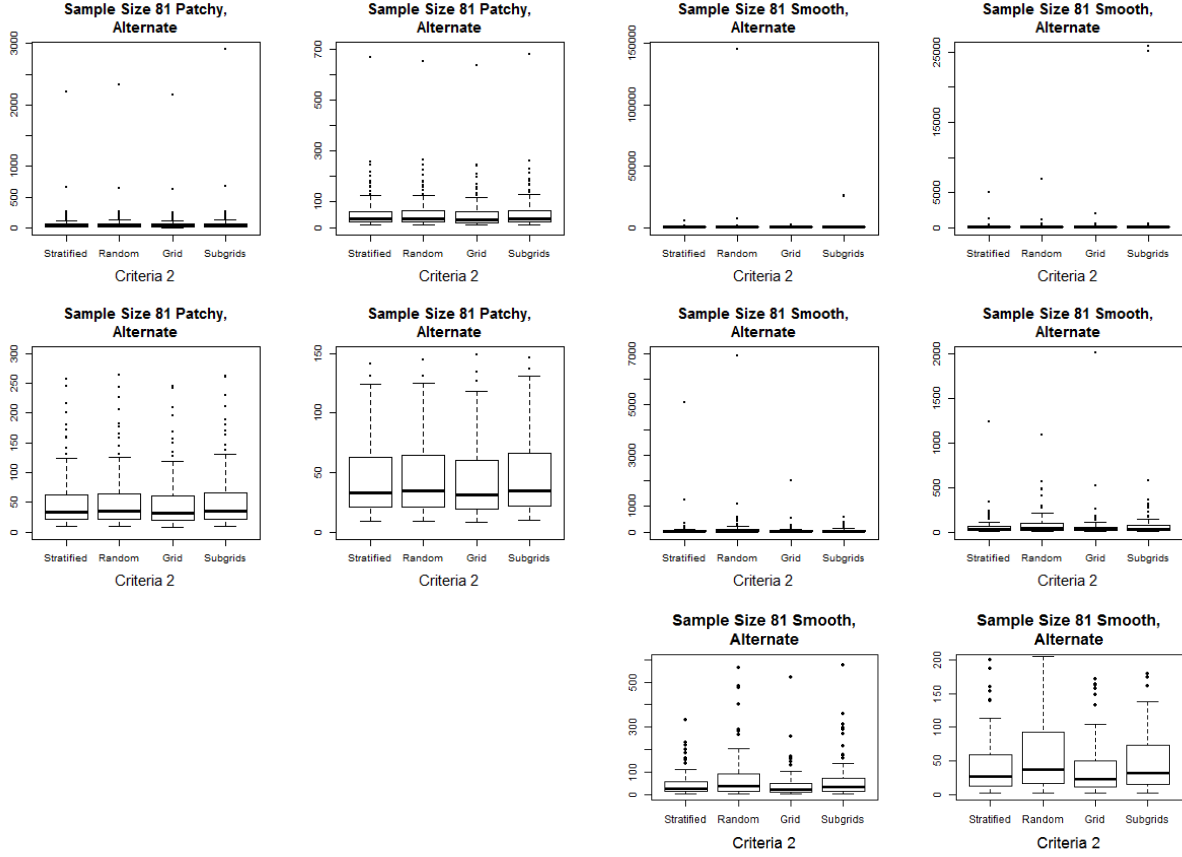 Sample Size 81 Patchy,
Alternate
3000
2000
1000
500
0
Stratified Random Grid Subgrids
Criteria 2
Sample Size 81 Patchy,
Alternate
700
500
300
100
0
Stratified Random Grid Subgrids
Criteria 2
Sample Size 81 Smooth,
Alternate
150000
100000
50000
0
Stratified Random Grid Subgrids
Criteria 2
Sample Size 81 Smooth,
Alternate
25000
15000
5000
0
Stratified Random Grid Subgrids
Criteria 2
Sample Size 81 Patchy,
Alternate
300
250
200
150
100
50
0
Stratified Random Grid Subgrids
Criteria 2
Sample Size 81 Patchy,
Alternate
150
100
50
0
Stratified Random Grid Subgrids
Criteria 2
Sample Size 81 Smooth,
Alternate
7000
5000
3000
1000
0
Stratified Random Grid Subgrids
Criteria 2
Sample Size 81 Smooth,
Alternate
2000
1500
1000
500
0
Stratified Random Grid Subgrids
Criteria 2
Sample Size 81 Smooth,
Alternate
500
300
100
0
Stratified Random Grid Subgrids
Criteria 2
Sample Size 81 Smooth,
Alternate
200
150
100
50
0
Stratified Random Grid Subgrids
Criteria 2